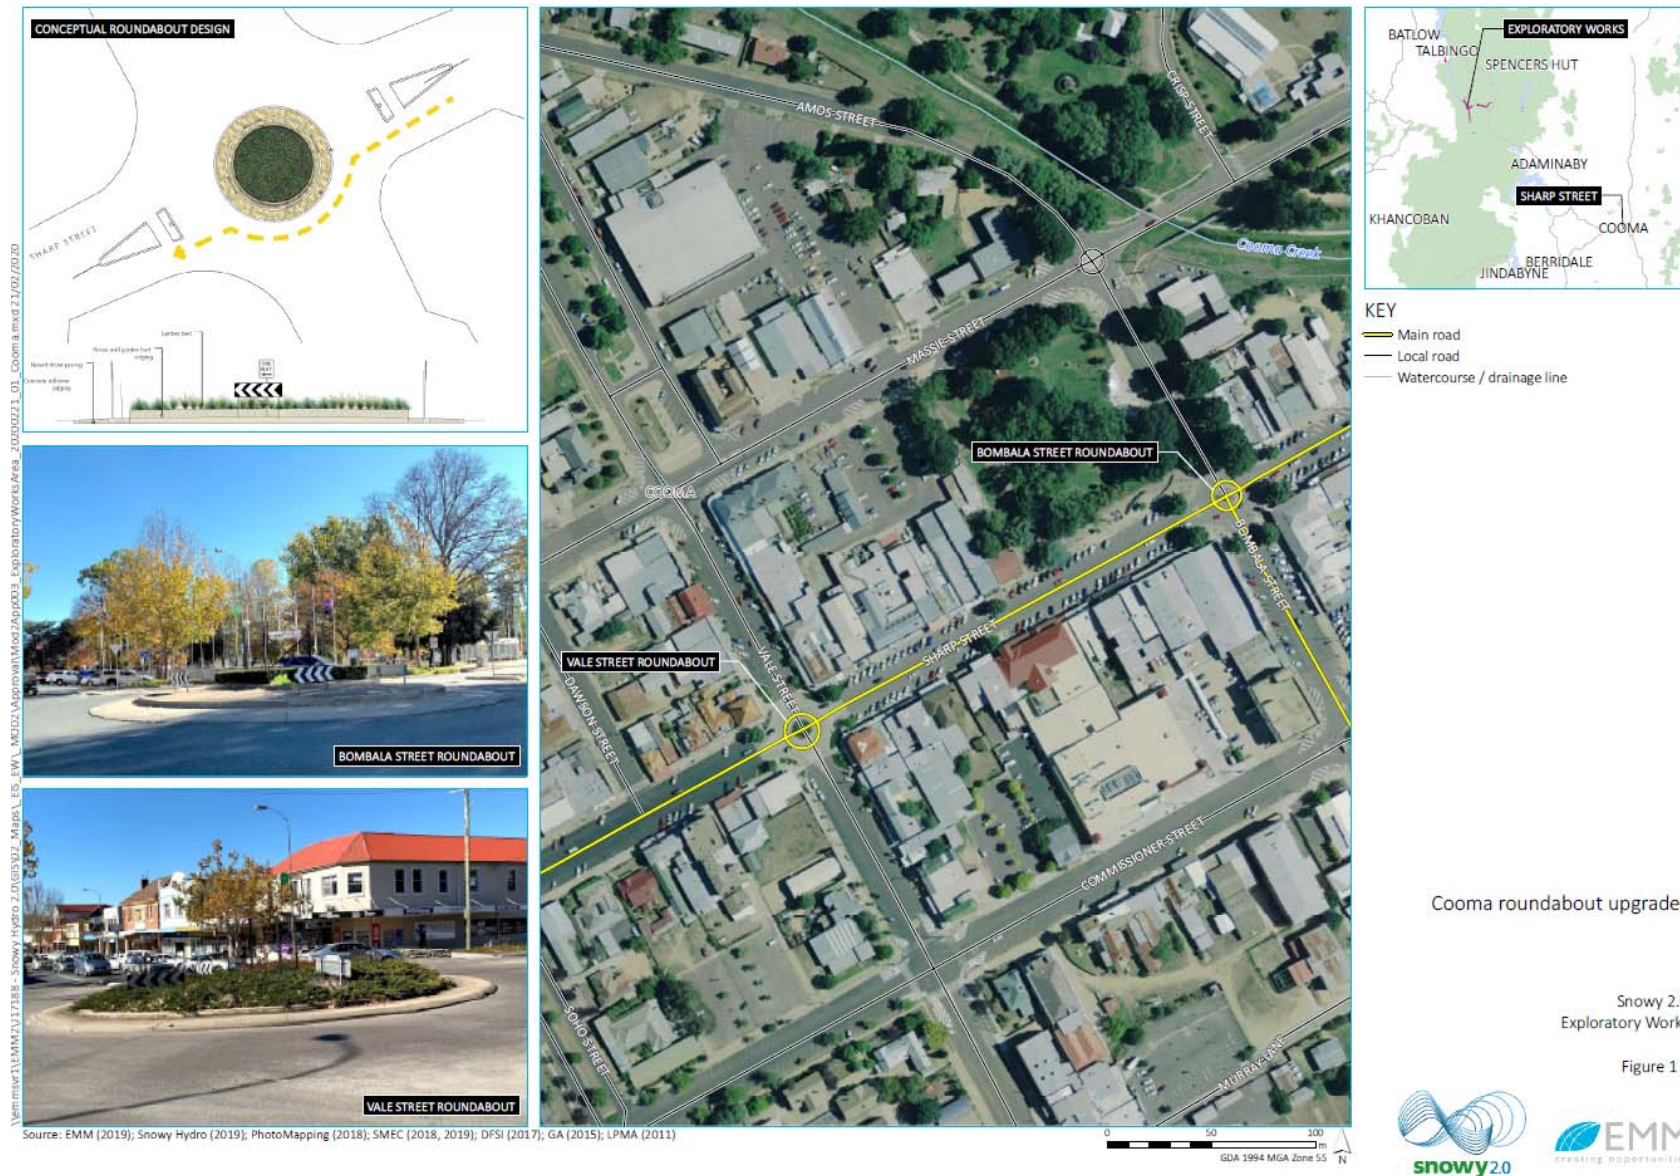 CONCEPTUAL ROUNDABOUT DESIGN
SHARP STREET
Garden bed
BOMBALA STREET ROUNDABOUT
VALE STREET ROUNDABOUT
AMOS STREET
CRISP STREET
Cooma Creek
MASSIE STREET
BOMBALA STREET ROUNDABOUT
COOMA
BOMBALA STREET
SHARP STREET
VALE STREET ROUNDABOUT
VALE STREET
DAWSON STREET
COMMISSIONER STREET
SOHO STREET
MURRAY LANE
EXPLORATORY WORKS
BATLOW
TALBINGO
SPENCERS HUT
ADAMINABY
SHARP STREET
KHANCOBAN
COOMA
BERRIDALE
JINDABYNE
KEY
Main road
Local road
Watercourse / drainage line
Cooma roundabout upgrade
Snowy 2.
Exploratory Work
Figure 1
snowy2.0
EMM
creating opportuniti
Source: EMM (2019); Snowy Hydro (2019); PhotoMapping (2018); SMEC (2018, 2019); DFSI (2017); GA (2015); LPMA (2011)
0 50 100
m
GDA 1994 MGA Zone 55
N